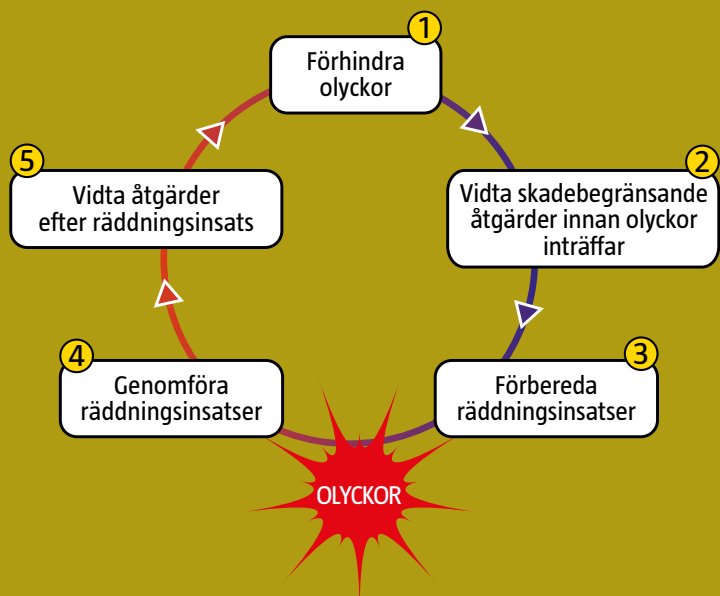 1
Förhindra
olyckor
2
Vidta skadebegränsande
åtgärder innan olyckor
inträffar
3
Förbereda
räddningsinsatser
OLYCKOR
4
Genomföra
räddningsinsatser
5
Vidta åtgärder
efter räddningsinsats